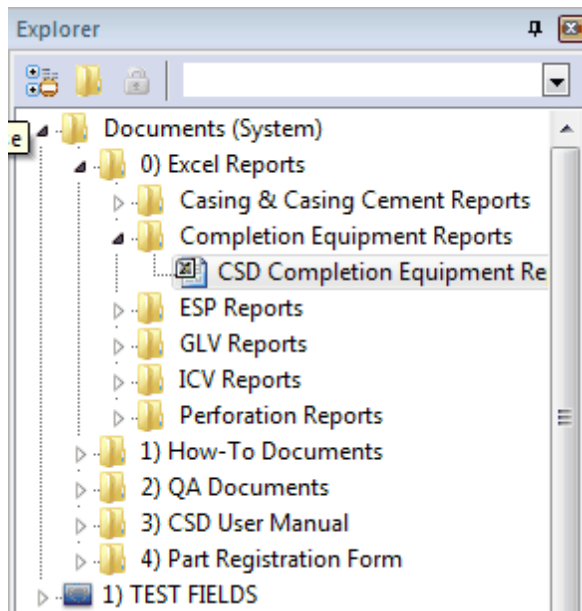 Explorer
e
Documents (System)
0) Excel Reports
Casing & Casing Cement Reports
Completion Equipment Reports
CSD Completion Equipment Re
ESP Reports
GLV Reports
ICV Reports
Perforation Reports
1) How-To Documents
2) QA Documents
3) CSD User Manual
4) Part Registration Form
1) TEST FIELDS